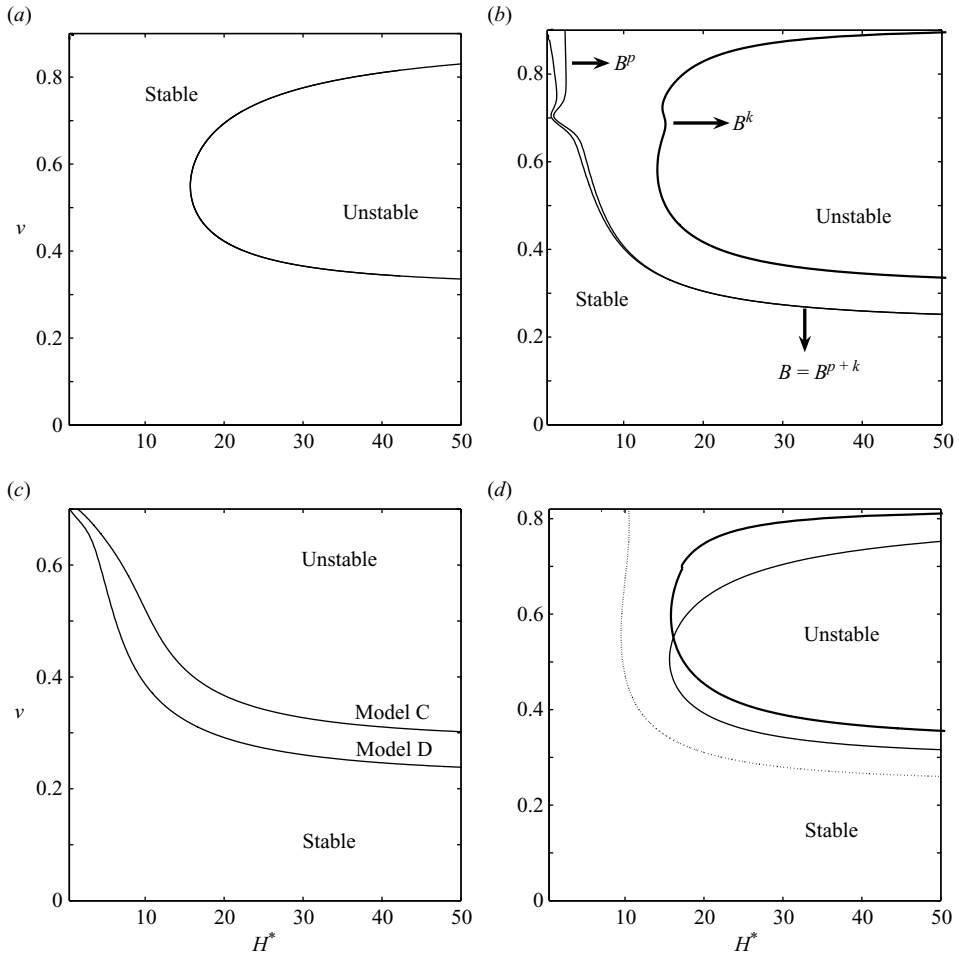 (a)
(b)
0.8
0.6
0.4
0.2
0
ν
Stable
Unstable
10 20 30 40 50
0.8
0.6
0.4
0.2
0
B^p
B^k
Unstable
Stable
B = B^{p + k}
10 20 30 40 50
(c)
(d)
0.6
0.4
0.2
0
ν
Unstable
Model C
Model D
Stable
10 20 30 40 50
H^*
0.8
0.6
0.4
0.2
0
Unstable
Stable
10 20 30 40 50
H^*